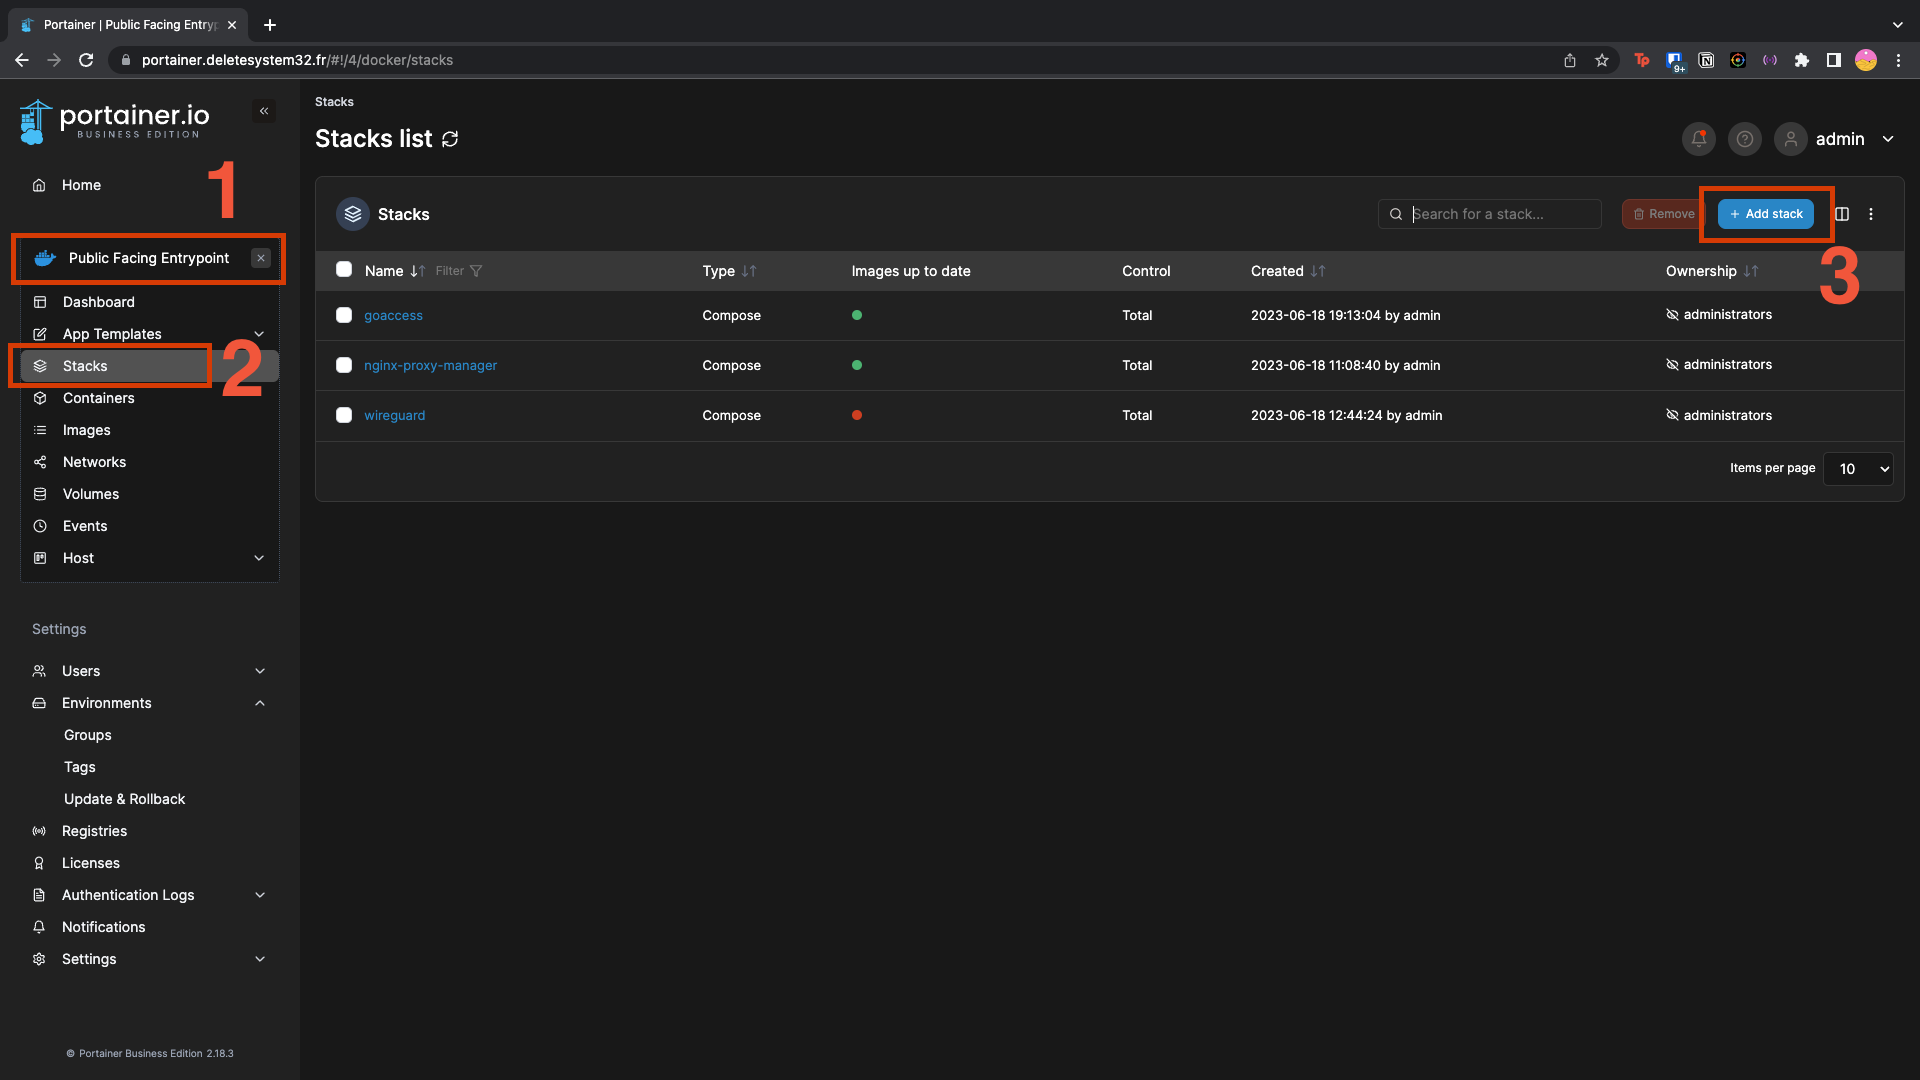 Portainer | Public Facing Entryp
portainer.deletesystem32.fr/#!/4/docker/stacks
Tp
9+
portainer.io
BUSINESS EDITION
Stacks
Stacks list
admin
1
Home
Public Facing Entrypoint
Dashboard
App Templates
Stacks
2
Containers
Images
Networks
Volumes
Events
Host
Settings
Users
Environments
Groups
Tags
Update & Rollback
Registries
Licenses
Authentication Logs
Notifications
Settings
© Portainer Business Edition 2.18.3
Stacks
Search for a stack...
Remove
+ Add stack
3
Name Filter Type Images up to date Control Created Ownership
goaccess Compose Total 2023-06-18 19:13:04 by admin administrators
nginx-proxy-manager Compose Total 2023-06-18 11:08:40 by admin administrators
wireguard Compose Total 2023-06-18 12:44:24 by admin administrators
Items per page 10